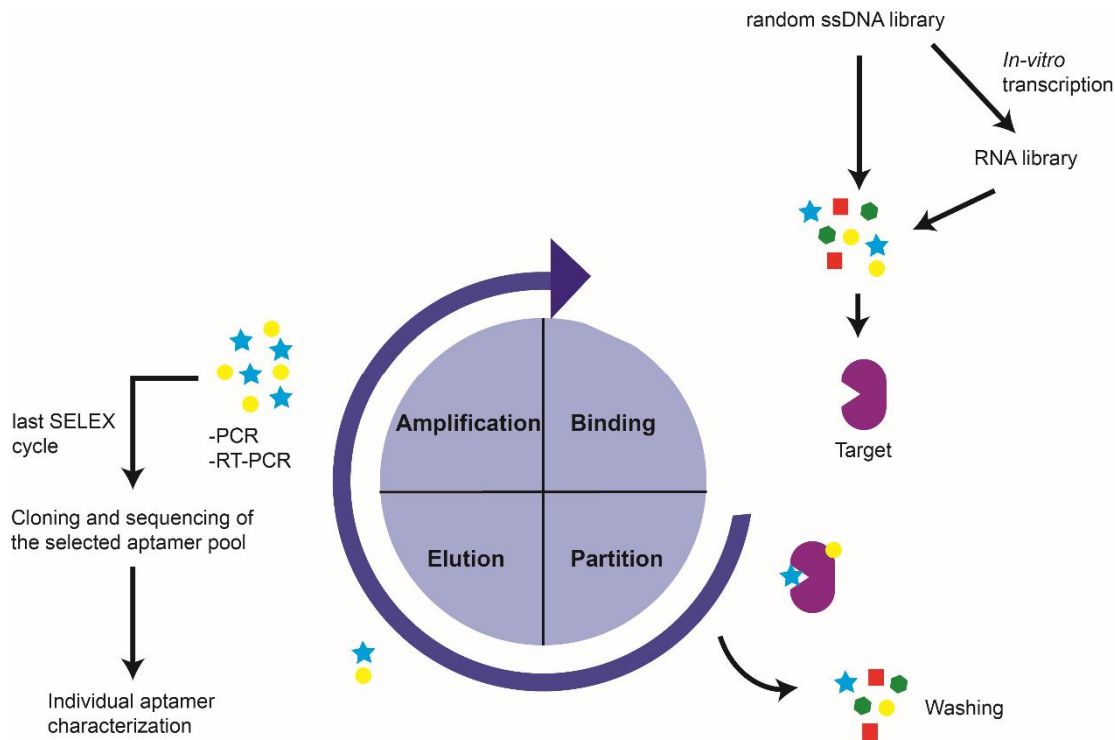 random ssDNA library
In-vitro
transcription
RNA library
Target
Amplification
Binding
Elution
Partition
-PCR
-RT-PCR
last SELEX
cycle
Cloning and sequencing of
the selected aptamer pool
Individual aptamer
characterization
Washing